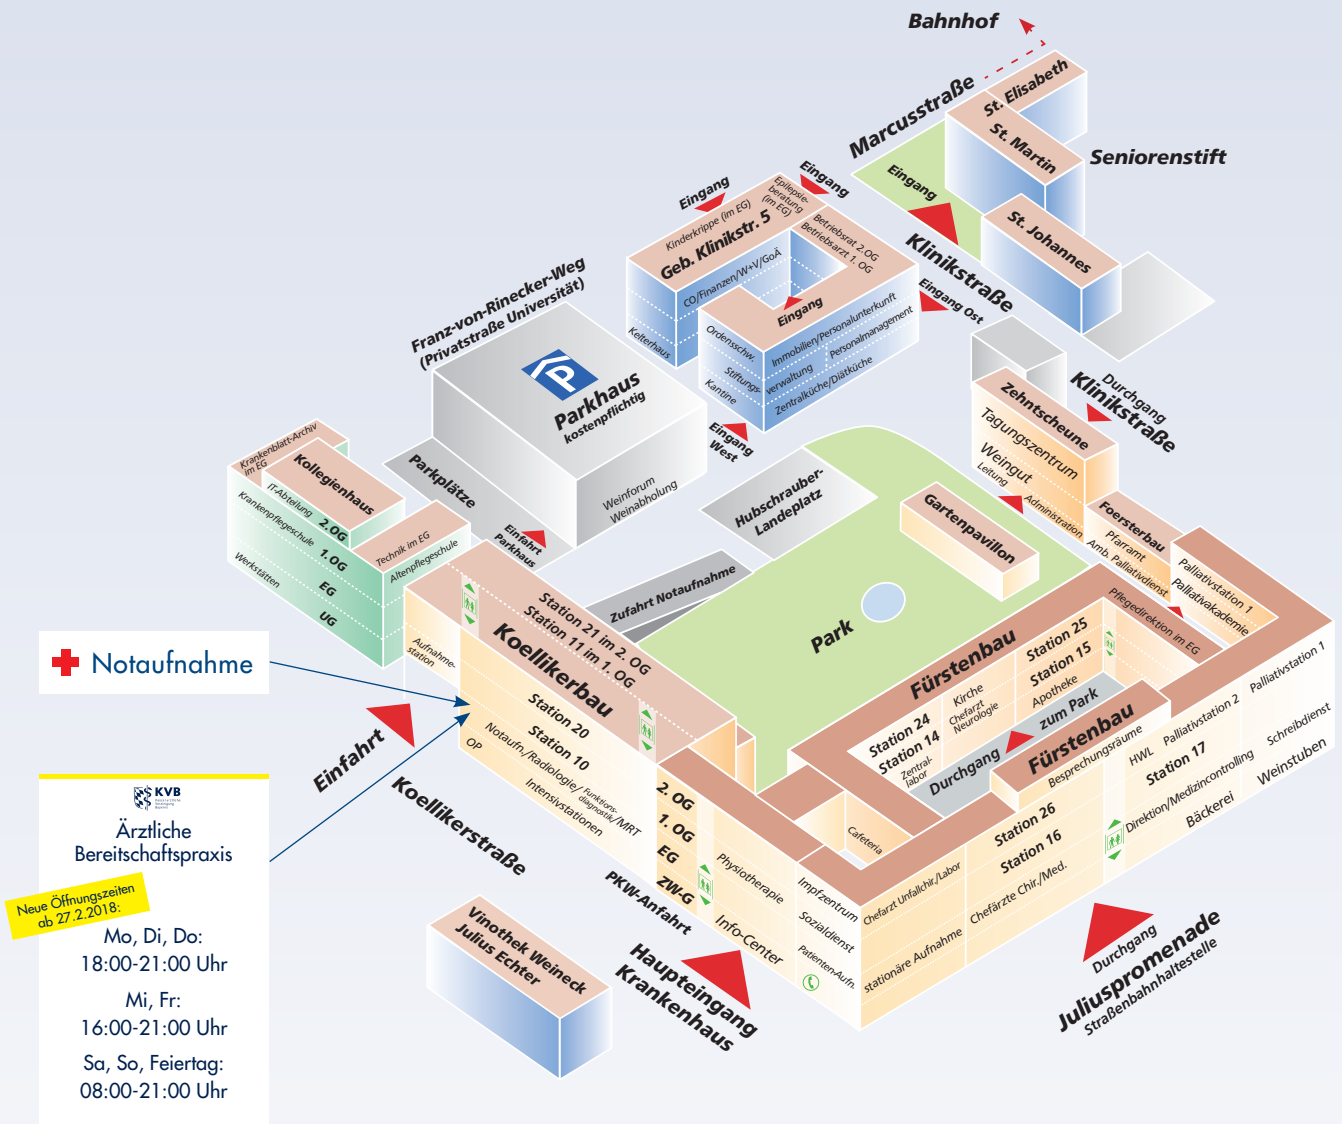 Bahnhof
Marcusstraße
St. Elisabeth
St. Martin
Seniorenstift
Eingang
St. Johannes
Klinikstraße
Eingang
Eingang
Kinderkrippe (im EG)
Epilepsie-
beratung
(im EG)
Geb. Klinikstr. 5
Betriebsrat 2.OG
Betriebsarzt 1. OG
CO/Finanzen/W+V/GoÄ
Eingang
Eingang Ost
Kelterhaus
Ordensschw.
Immobilien/Personalunterkunft
Stiftungs-
verwaltung
Personalmanagement
Kantine
Zentralküche/Diätküche
Eingang
West
Franz-von-Rinecker-Weg
(Privatstraße Universität)
P
Parkhaus
kostenpflichtig
Weinforum
Weinabholung
Parkplätze
Einfahrt
Parkhaus
Durchgang
Klinikstraße
Zehntscheune
Tagungszentrum
Weingut
Leitung
Administration
Foersterbau
Pfarramt
Amb. Palliativdienst
Palliativstation 1
Palliativakademie
Krankenblatt-Archiv
im EG
Kollegienhaus
IT-Abteilung
2.OG
Krankenpflegeschule
1.OG
EG
Werkstätten
UG
Technik im EG
Altenpflegeschule
Hubschrauber-
Landeplatz
Gartenpavillon
Zufahrt Notaufnahme
Park
Station 21 im 2. OG
Station 11 im 1. OG
Koellikerbau
Aufnahme-
station
Station 20
Station 10
Notaufn./Radiologie/
Funktions-
diagnostik/
MRT
OP
Intensivstationen
Notaufnahme
Einfahrt
Koellikerstraße
2. OG
1. OG
EG
ZW-G
Physiotherapie
Info-Center
PKW-Anfahrt
Haupteingang
Krankenhaus
Impfzentrum
Sozialdienst
Patienten-Aufn.
Cafeteria
Fürstenbau
Station 25
Station 15
Apotheke
Kirche
Chefarzt
Neurologie
Station 24
Station 14
Zentral-
labor
Pflegedirektion im EG
Durchgang
zum Park
Fürstenbau
Besprechungsräume
HWL
Palliativstation 2
Palliativstation 1
Station 26
Station 16
Station 17
Chefarzt Unfallchir./Labor
Chefärzte Chir./Med.
stationäre Aufnahme
Direktion/Medizincontrolling
Schreibdienst
Bäckerei
Weinstuben
Durchgang
Juliuspromenade
Straßenbahnhaltestelle
Vinothek Weineck
Julius Echter
KVB
Ärztliche
Bereitschaftspraxis
Neue Öffnungszeiten
ab 27.2.2018:
Mo, Di, Do:
18:00-21:00 Uhr
Mi, Fr:
16:00-21:00 Uhr
Sa, So, Feiertag:
08:00-21:00 Uhr